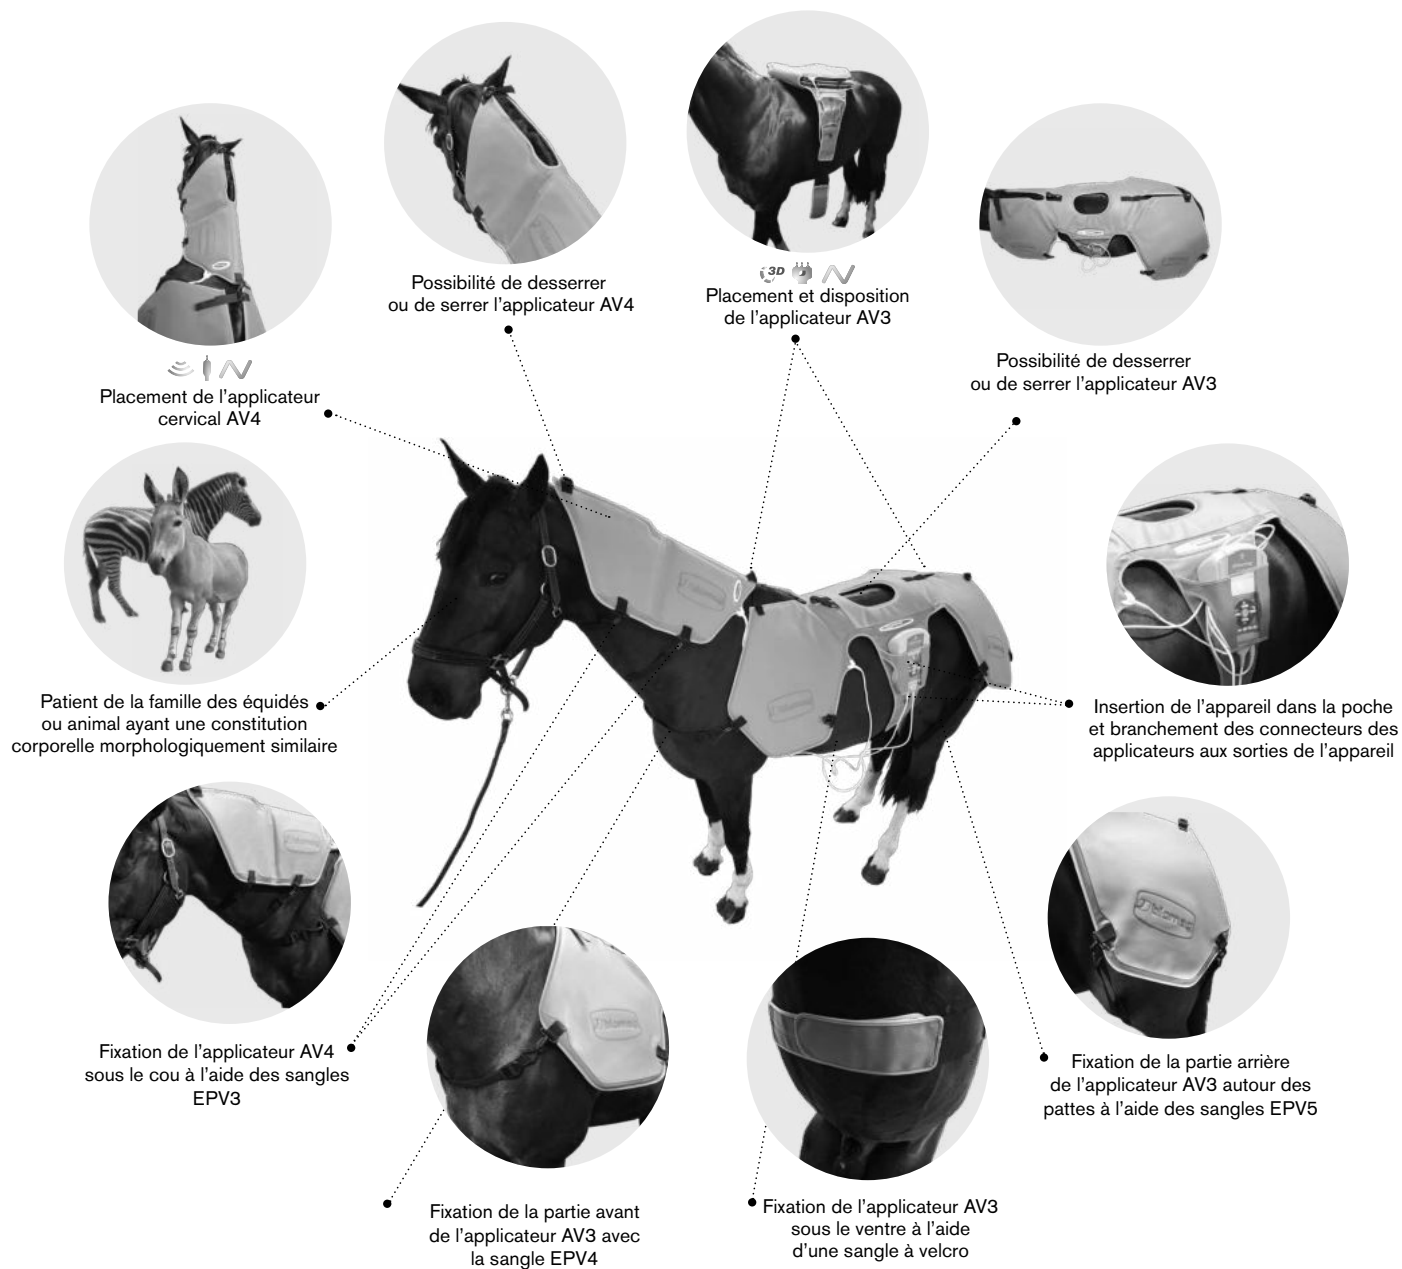 Possibilité de desserrer
ou de serrer l’applicateur AV4
3D
Placement et disposition
de l’applicateur AV3
Possibilité de desserrer
ou de serrer l’applicateur AV3
Placement de l’applicateur
cervical AV4
Patient de la famille des équidés
ou animal ayant une constitution
corporelle morphologiquement similaire
Insertion de l’appareil dans la poche
et branchement des connecteurs des
applicateurs aux sorties de l’appareil
Fixation de l’applicateur AV4
sous le cou à l’aide des sangles
EPV3
Fixation de la partie arrière
de l’applicateur AV3 autour des
pattes à l’aide des sangles EPV5
Fixation de la partie avant
de l’applicateur AV3 avec
la sangle EPV4
Fixation de l’applicateur AV3
sous le ventre à l’aide
d’une sangle à velcro